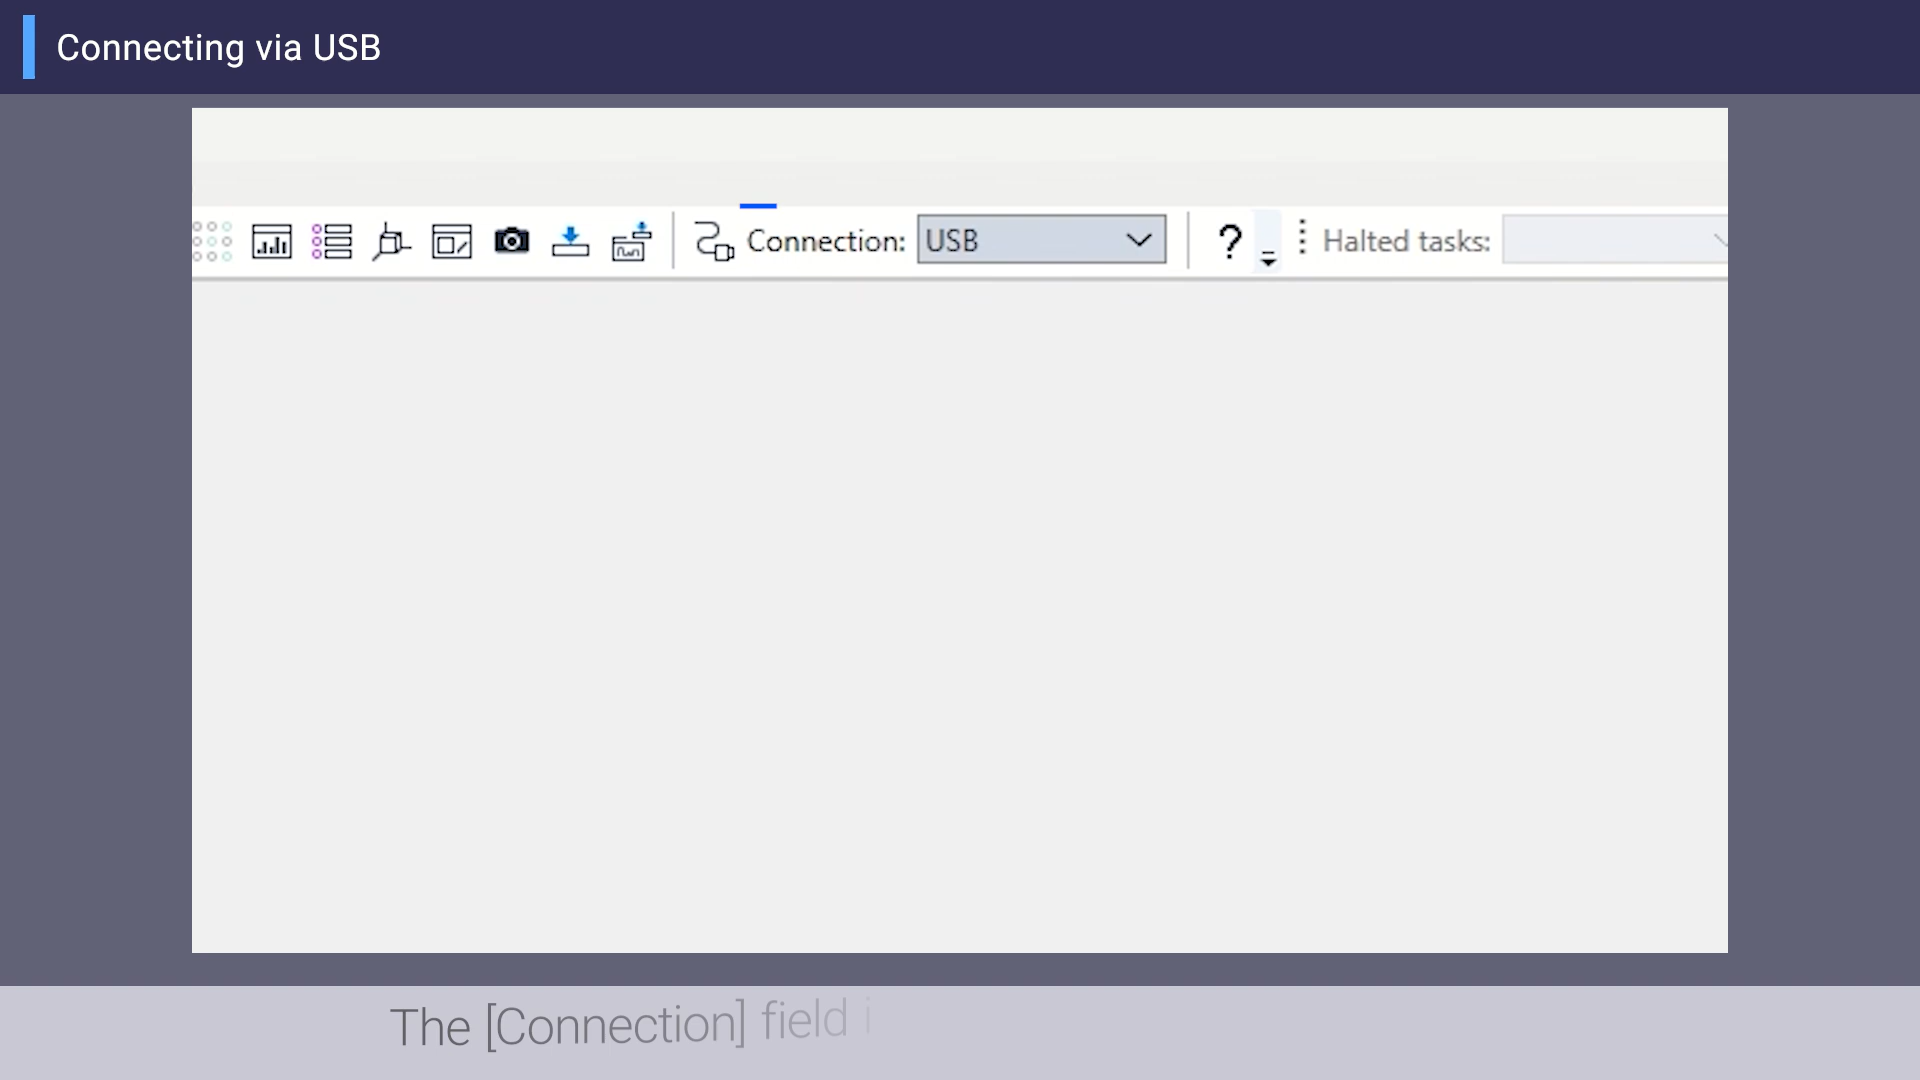 Connecting via USB
Connection: USB ? Halted tasks:
The [Connection] field i